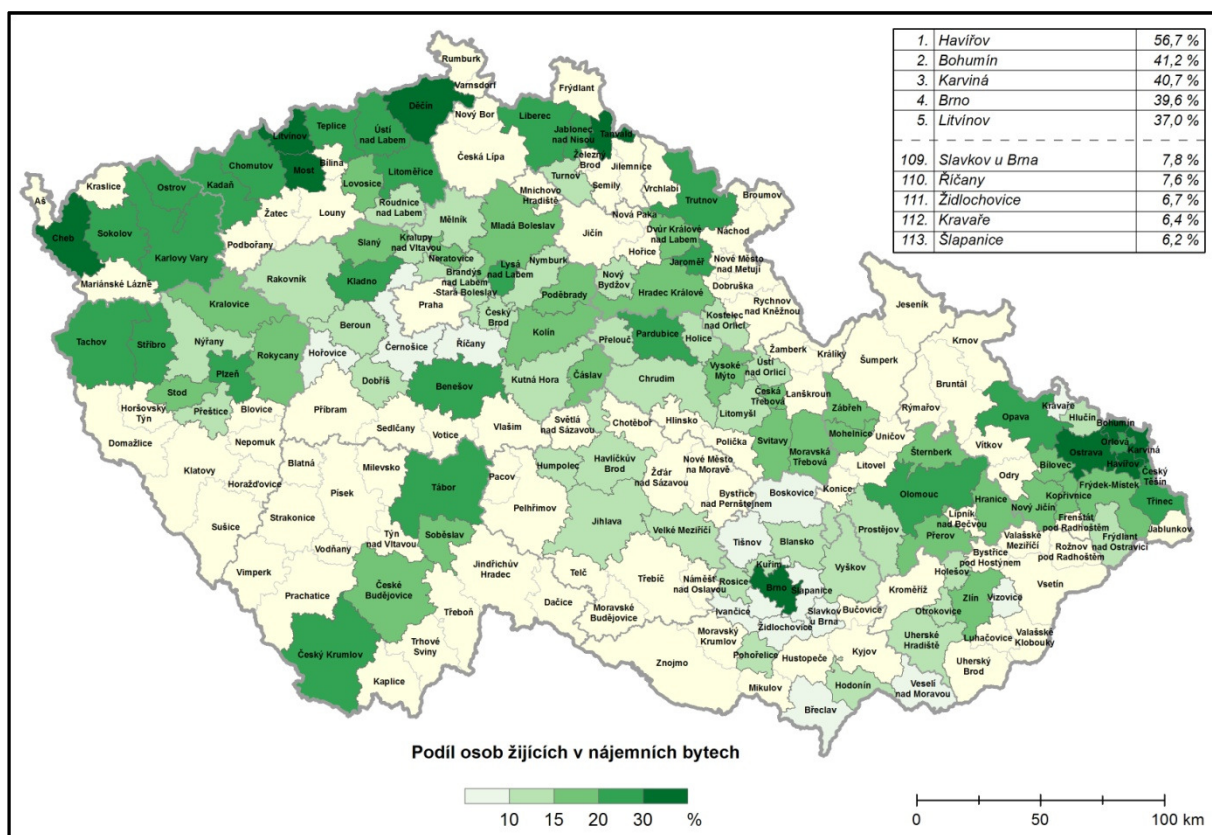 1. Havířov 56,7 %
2. Bohumín 41,2 %
3. Karviná 40,7 %
4. Brno 39,6 %
5. Litvínov 37,0 %
109. Slavkov u Brna 7,8 %
110. Říčany 7,6 %
111. Židlochovice 6,7 %
112. Kravaře 6,4 %
113. Šlapanice 6,2 %
Rumburk
Varnsdorf
Děčín
Nový Bor
Frýdlant
Liberec
Jablonec
nad Nisou
Tanvald
Litvínov
Teplice
Ústí
nad Labem
Česká Lípa
Železný
Brod
Jilemnice
Most
Bílina
Chomutov
Litoměřice
Lovosice
Turnov
Semily
Vrchlabí
Trutnov
Broumov
Kraslice
Ostrov
Kadaň
Žatec
Louny
Roudnice
nad Labem
Mělník
Mnichovo
Hradiště
Nová Paka
Aš
Cheb
Sokolov
Karlovy Vary
Podbořany
Slaný
Kralupy
nad Vltavou
Neratovice
Mladá Boleslav
Jičín
Hořice
Dvůr Králové
nad Labem
Náchod
Mariánské Lázně
Rakovník
Kladno
Brandýs
nad Labem
-Stará Boleslav
Lysá
nad Labem
Nymburk
Nový
Bydžov
Jaroměř
Nové Město
nad Metují
Dobruška
Kralovice
Praha
Poděbrady
Hradec Králové
Rychnov
nad Kněžnou
Beroun
Český
Brod
Kolín
Kostelec
nad Orlicí
Tachov
Stříbro
Nýřany
Rokycany
Hořovice
Černošice
Říčany
Přelouč
Pardubice
Holice
Žamberk
Králíky
Jeseník
Plzeň
Dobříš
Benešov
Kutná Hora
Čáslav
Chrudim
Vysoké
Mýto
Ústí
nad Orlicí
Šumperk
Krnov
Stod
Přeštice
Blovice
Příbram
Česká
Třebová
Lanškroun
Bruntál
Horšovský
Týn
Sedlčany
Votice
Vlašim
Světlá
nad Sázavou
Chotěboř
Hlinsko
Litomyšl
Zábřeh
Rýmařov
Opava
Kravaře
Hlučín
Bohumín
Domažlice
Nepomuk
Polička
Svitavy
Moravská
Třebová
Mohelnice
Uničov
Šternberk
Vítkov
Ostrava
Orlová
Karviná
Havířov
Český
Těšín
Klatovy
Blatná
Milevsko
Tábor
Pacov
Humpolec
Havlíčkův
Brod
Žďár
nad Sázavou
Nové Město
na Moravě
Litovel
Odry
Bílovec
Horažďovice
Písek
Pelhřimov
Bystřice
nad Pernštejnem
Boskovice
Konice
Olomouc
Hranice
Nový Jičín
Kopřivnice
Frýdek-Místek
Třinec
Sušice
Strakonice
Týn
nad Vltavou
Soběslav
Jihlava
Velké Meziříčí
Tišnov
Blansko
Prostějov
Přerov
Lipník
nad Bečvou
Valašské
Meziříčí
Frenštát
pod Radhoštěm
Frýdlant
nad Ostravicí
Jablunkov
Vodňany
Vimperk
Prachatice
České
Budějovice
Jindřichův
Hradec
Telč
Třebíč
Náměšť
nad Oslavou
Rosice
Kuřim
Brno
Šlapanice
Vyškov
Bystřice
pod Hostýnem
Rožnov
pod Radhoštěm
Holešov
Vsetín
Třeboň
Dačice
Moravské
Budějovice
Ivančice
Židlochovice
Slavkov
u Brna
Bučovice
Kroměříž
Otrokovice
Zlín
Vizovice
Český Krumlov
Trhové
Sviny
Kaplice
Znojmo
Moravský
Krumlov
Pohořelice
Hustopeče
Kyjov
Uherské
Hradiště
Luhačovice
Valašské
Klobouky
Uherský
Brod
Mikulov
Břeclav
Hodonín
Veselí
nad Moravou
Podíl osob žijících v nájemních bytech
10 15 20 30 %
0 50 100 km